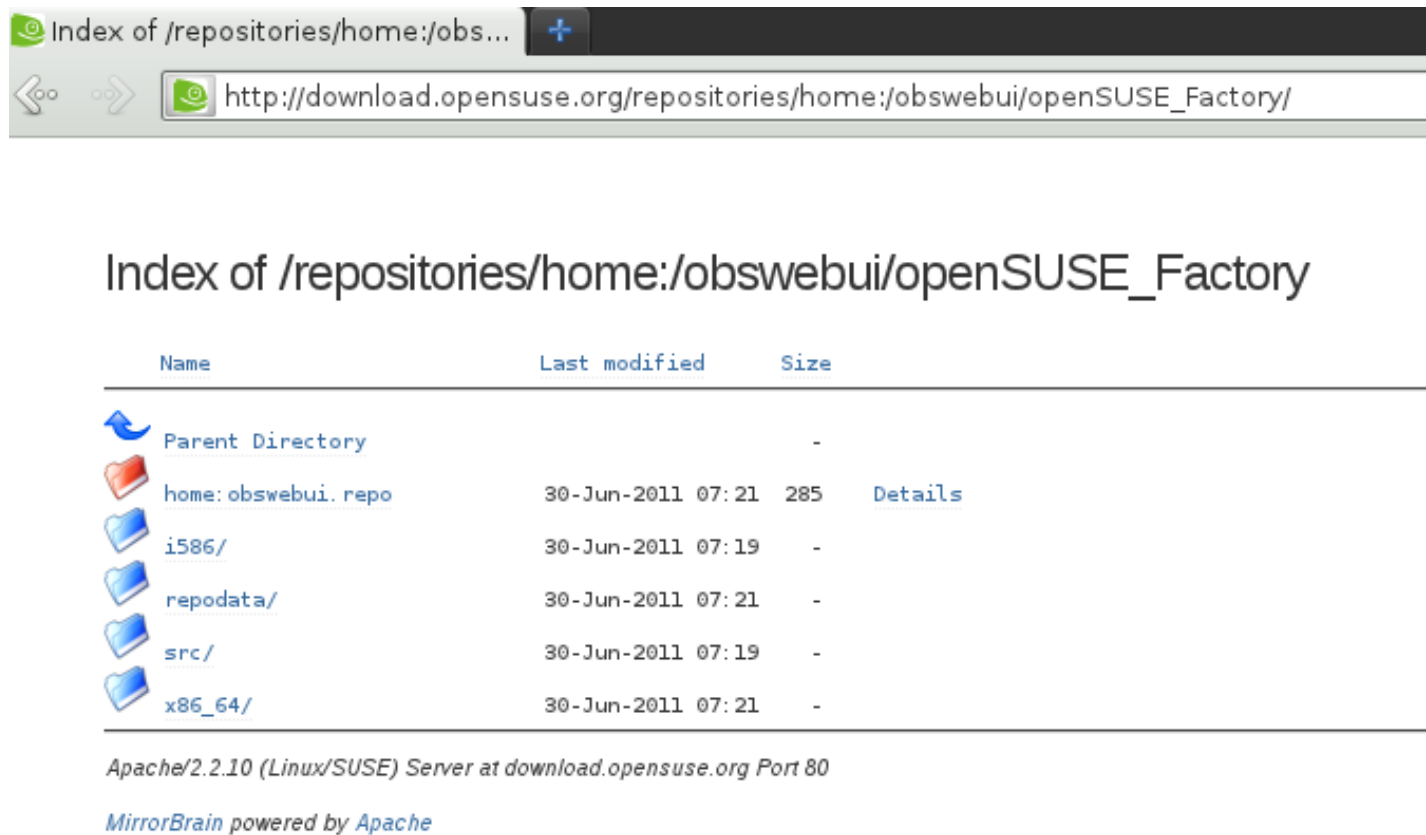 Index of /repositories/home:/obs...
http://download.opensuse.org/repositories/home:/obswebui/openSUSE_Factory/
Index of /repositories/home:/obswebui/openSUSE_Factory
Name Last modified Size
Parent Directory -
home:obswebui.repo 30-Jun-2011 07:21 285 Details
i586/ 30-Jun-2011 07:19 -
repodata/ 30-Jun-2011 07:21 -
src/ 30-Jun-2011 07:19 -
x86_64/ 30-Jun-2011 07:21 -
Apache/2.2.10 (Linux/SUSE) Server at download.opensuse.org Port 80
MirrorBrain powered by Apache